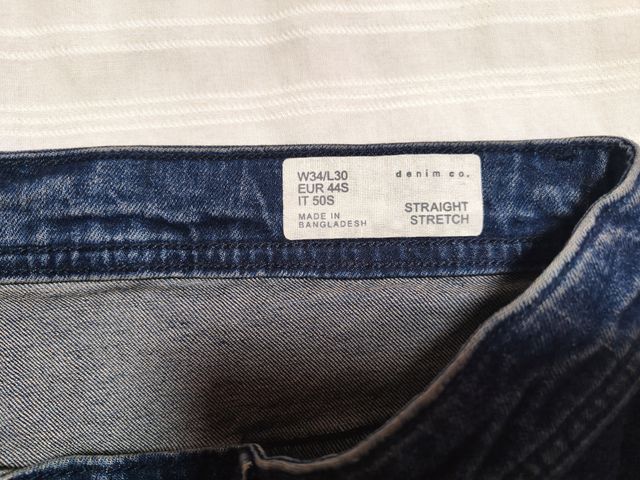 W34/L30
EUR 44S
IT 50S
MADE IN
BANGLADESH
denim co.
STRAIGHT
STRETCH